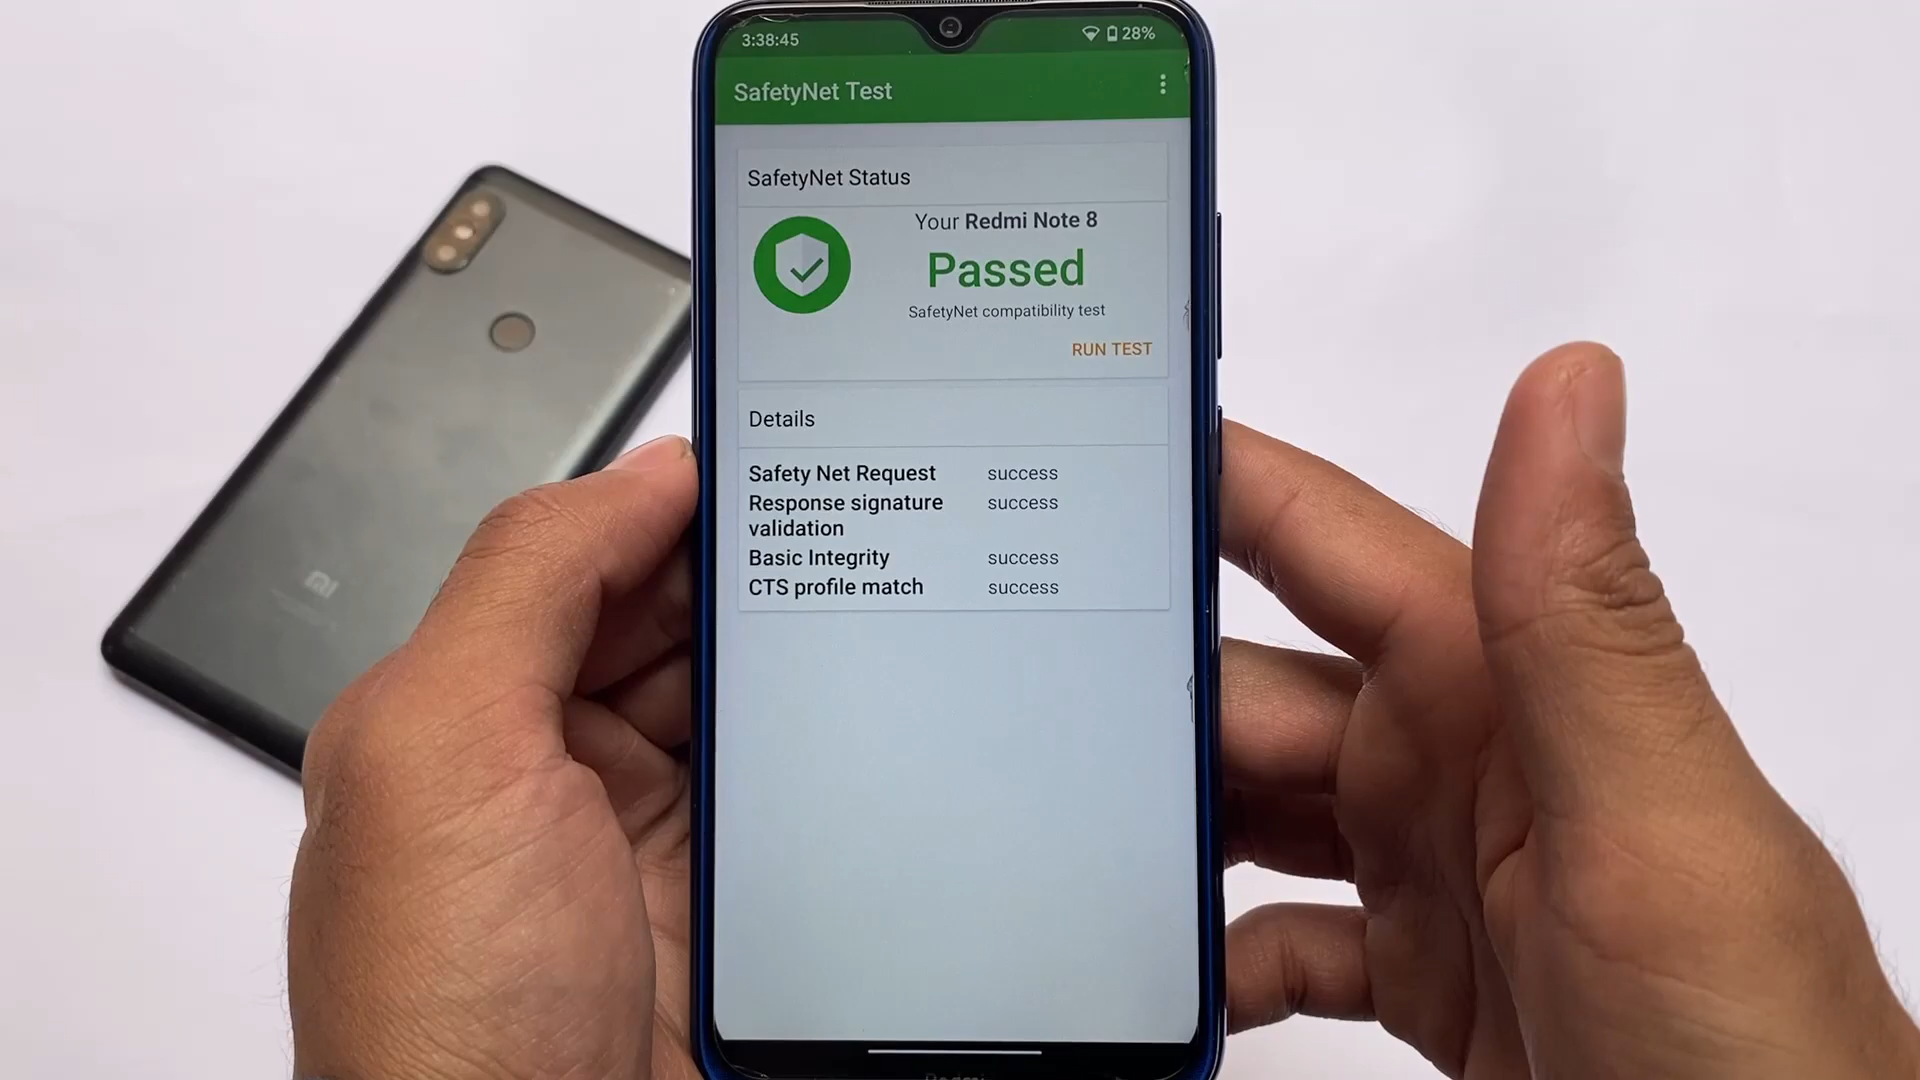 3:38:45
28%
SafetyNet Test
SafetyNet Status
Your Redmi Note 8
Passed
SafetyNet compatibility test
RUN TEST
Details
Safety Net Request success
Response signature success
validation
Basic Integrity success
CTS profile match success
Redmi